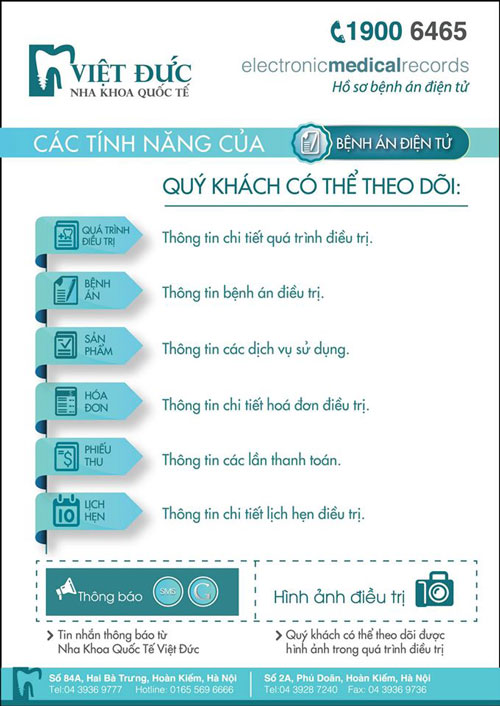 1900 6465
VIỆT ĐỨC
NHA KHOA QUỐC TẾ
electronicmedicalrecords
Hồ sơ bệnh án điện tử
CÁC TÍNH NĂNG CỦA BỆNH ÁN ĐIỆN TỬ
QUÝ KHÁCH CÓ THỂ THEO DÕI:
QUÁ TRÌNH
ĐIỀU TRỊ
Thông tin chi tiết quá trình điều trị.
BỆNH
ÁN
Thông tin bệnh án điều trị.
SẢN
PHẨM
Thông tin các dịch vụ sử dụng.
HÓA
ĐƠN
Thông tin chi tiết hoá đơn điều trị.
PHIẾU
THU
Thông tin các lần thanh toán.
10
LỊCH
HẸN
Thông tin chi tiết lịch hẹn điều trị.
Thông báo SMS G
Hình ảnh điều trị
Tin nhắn thông báo từ
Nha Khoa Quốc Tế Việt Đức
Quý khách có thể theo dõi được
hình ảnh trong quá trình điều trị
Số 84A, Hai Bà Trưng, Hoàn Kiếm, Hà Nội
Tel:04 3936 9777 Hotline: 0165 569 6666
Số 2A, Phủ Doãn, Hoàn Kiếm, Hà Nội
Tel:04 3928 7240 Fax: 04 3936 9736